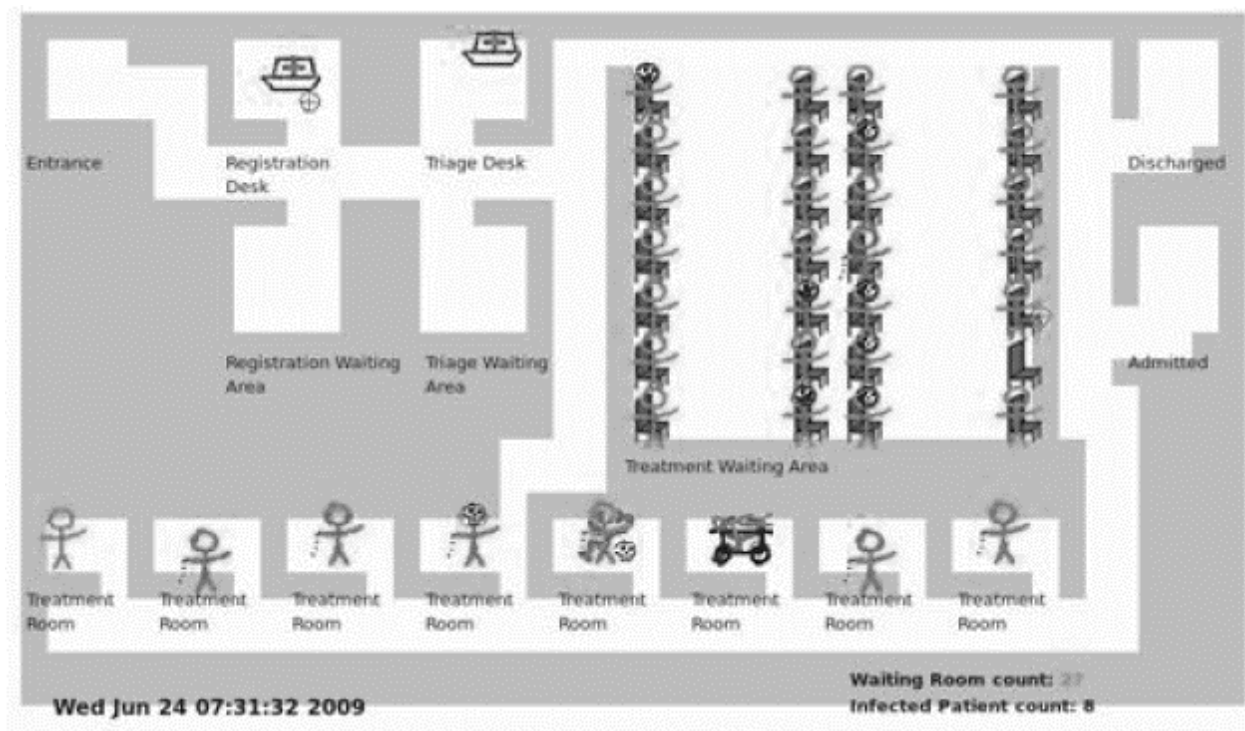 Entrance
Registration
Desk
Triage Desk
Discharged
Registration Waiting
Area
Triage Waiting
Area
Admitted
Treatment Waiting Area
Treatment
Room
Treatment
Room
Treatment
Room
Treatment
Room
Treatment
Room
Treatment
Room
Treatment
Room
Treatment
Room
Waiting Room count: 27
Wed Jun 24 07:31:32 2009
Infected Patient count: 8